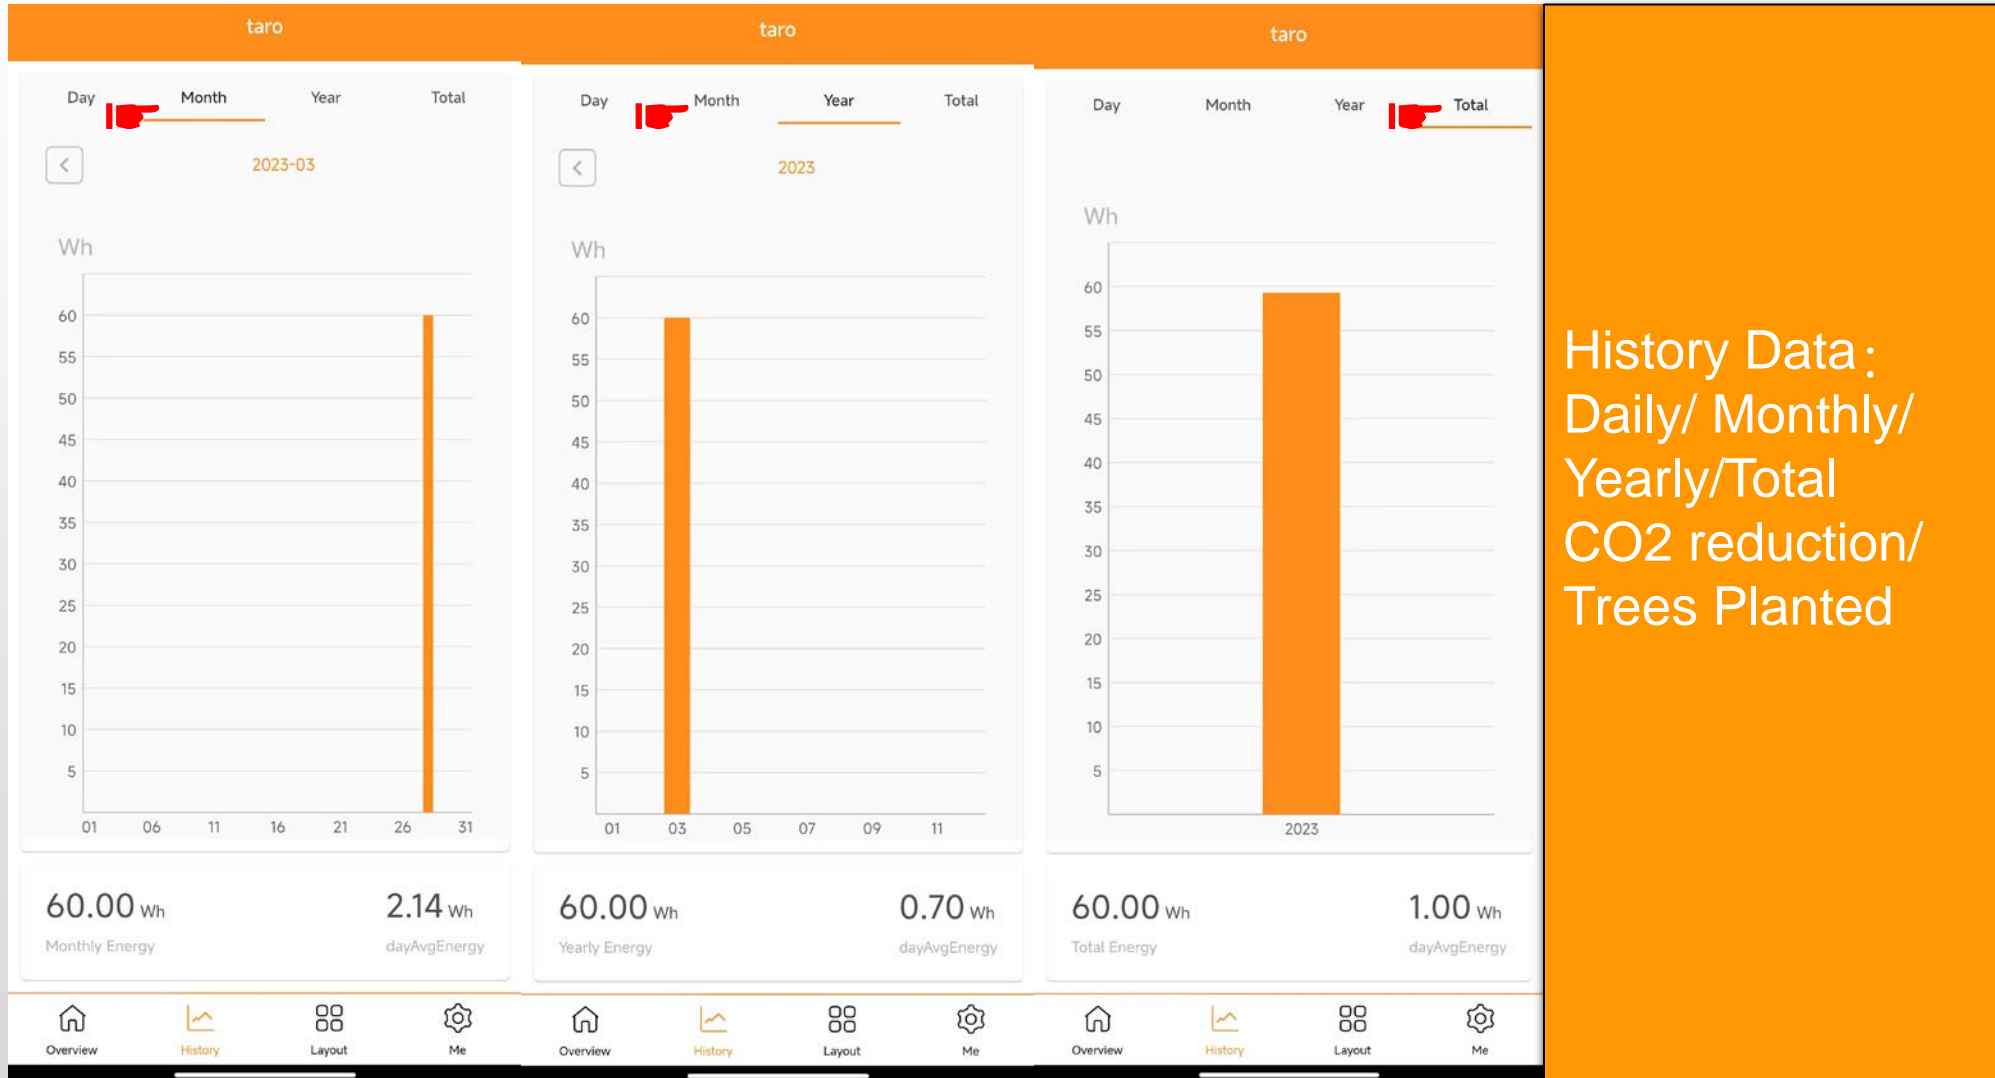 taro
Day Month Year Total
2023-03
Wh
60
55
50
45
40
35
30
25
20
15
10
5
01 06 11 16 21 26 31
60.00 Wh 2.14 Wh
Monthly Energy dayAvgEnergy
Overview History Layout Me
taro
Day Month Year Total
2023
Wh
60
55
50
45
40
35
30
25
20
15
10
5
01 03 05 07 09 11
60.00 Wh 0.70 Wh
Yearly Energy dayAvgEnergy
Overview History Layout Me
taro
Day Month Year Total
Wh
60
55
50
45
40
35
30
25
20
15
10
5
2023
60.00 Wh 1.00 Wh
Total Energy dayAvgEnergy
Overview History Layout Me
History Data：
Daily/ Monthly/
Yearly/Total
CO2 reduction/
Trees Planted